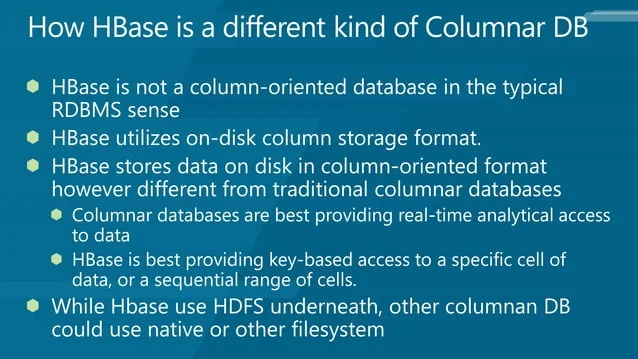 How HBase is a different kind of Columnar DB
HBase is not a column-oriented database in the typical
RDBMS sense
HBase utilizes on-disk column storage format.
HBase stores data on disk in column-oriented format
however different from traditional columnar databases
Columnar databases are best providing real-time analytical access
to data
HBase is best providing key-based access to a specific cell of
data, or a sequential range of cells.
While Hbase use HDFS underneath, other columnan DB
could use native or other filesystem